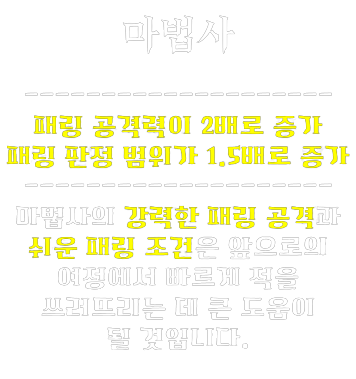 마법사
--------------------
패링 공격력이 2배로 증가
패링 판정 범위가 1.5배로 증가
--------------------
마법사의 강력한 패링 공격과
쉬운 패링 조건은 앞으로의
여정에서 빠르게 적을
쓰러뜨리는 데 큰 도움이
될 것입니다.